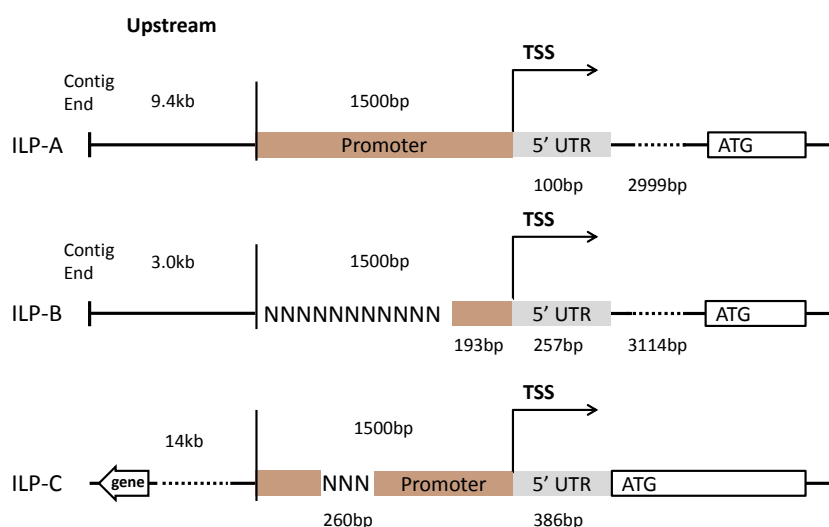 Upstream
TSS
Contig
End
9.4kb
1500bp
ILP-A
Promoter
5' UTR
ATG
100bp
2999bp
TSS
Contig
End
3.0kb
1500bp
ILP-B
NNNNNNNNNNN
5' UTR
ATG
193bp
257bp
3114bp
TSS
14kb
1500bp
ILP-C
gene
NNN
Promoter
5' UTR
ATG
260bp
386bp